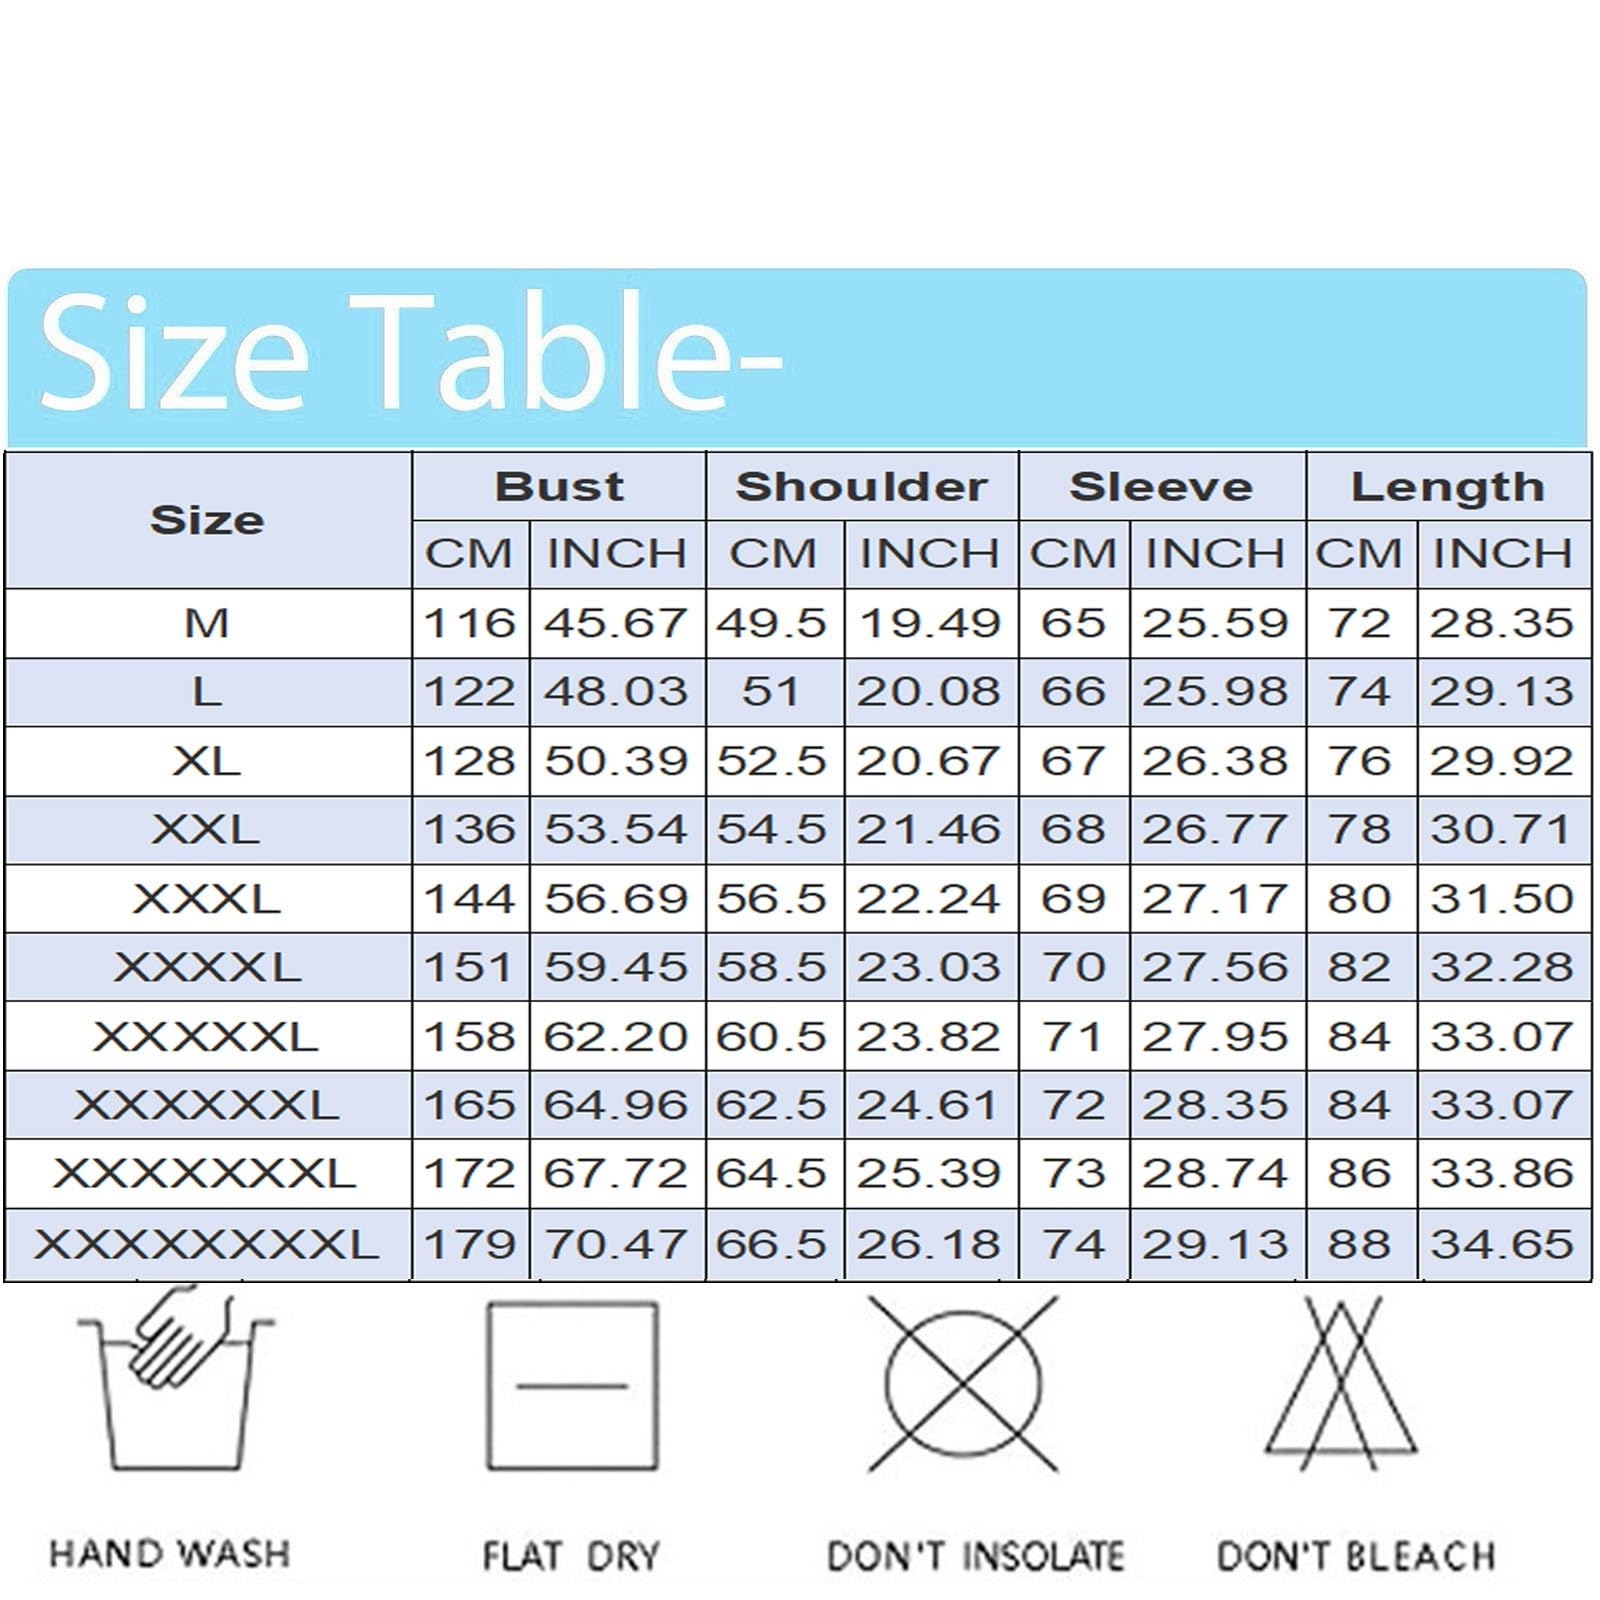 Size Table-
Size Bust Shoulder Sleeve Length
CM INCH CM INCH CM INCH CM INCH
M 116 45.67 49.5 19.49 65 25.59 72 28.35
L 122 48.03 51 20.08 66 25.98 74 29.13
XL 128 50.39 52.5 20.67 67 26.38 76 29.92
XXL 136 53.54 54.5 21.46 68 26.77 78 30.71
XXXL 144 56.69 56.5 22.24 69 27.17 80 31.50
XXXXL 151 59.45 58.5 23.03 70 27.56 82 32.28
XXXXXL 158 62.20 60.5 23.82 71 27.95 84 33.07
XXXXXXL 165 64.96 62.5 24.61 72 28.35 84 33.07
XXXXXXXL 172 67.72 64.5 25.39 73 28.74 86 33.86
XXXXXXXXL 179 70.47 66.5 26.18 74 29.13 88 34.65
HAND WASH FLAT DRY DON'T INSOLATE DON'T BLEACH